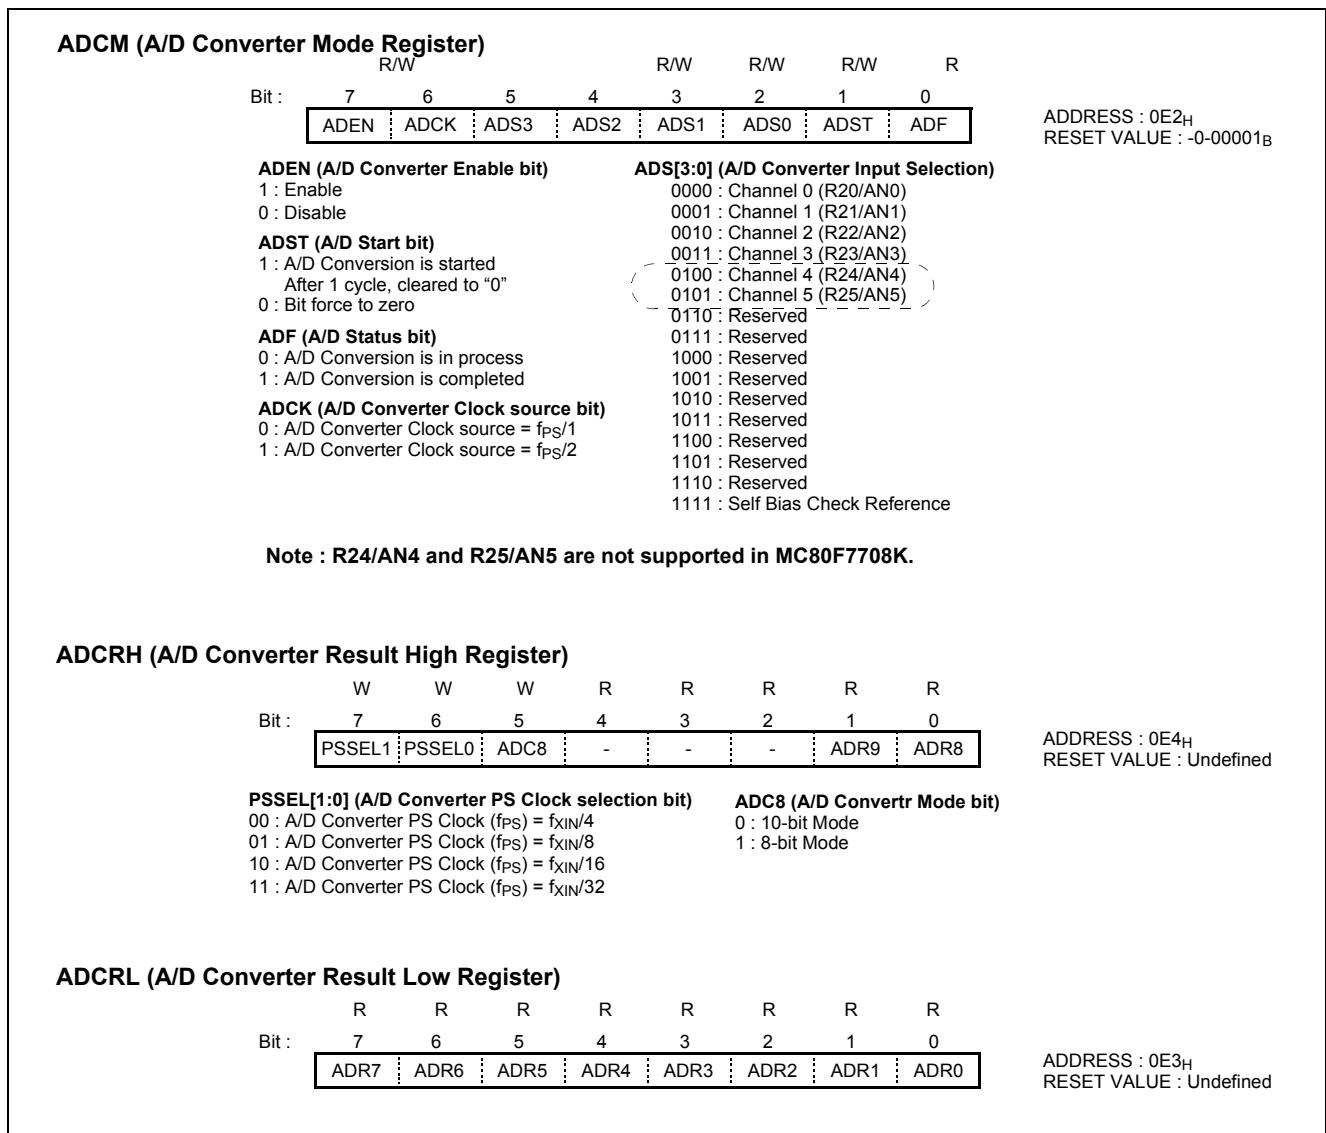 ADCM (A/D Converter Mode Register)
R/W R/W R/W R/W R
Bit : 7 6 5 4 3 2 1 0
ADEN ADCK ADS3 ADS2 ADS1 ADS0 ADST ADF
ADDRESS : 0E2H
RESET VALUE : -0-00001B
ADEN (A/D Converter Enable bit)
1 : Enable
0 : Disable
ADST (A/D Start bit)
1 : A/D Conversion is started
After 1 cycle, cleared to “0”
0 : Bit force to zero
ADF (A/D Status bit)
0 : A/D Conversion is in process
1 : A/D Conversion is completed
ADCK (A/D Converter Clock source bit)
0 : A/D Converter Clock source = fPS/1
1 : A/D Converter Clock source = fPS/2
ADS[3:0] (A/D Converter Input Selection)
0000 : Channel 0 (R20/AN0)
0001 : Channel 1 (R21/AN1)
0010 : Channel 2 (R22/AN2)
0011 : Channel 3 (R23/AN3)
0100 : Channel 4 (R24/AN4)
0101 : Channel 5 (R25/AN5)
0110 : Reserved
0111 : Reserved
1000 : Reserved
1001 : Reserved
1010 : Reserved
1011 : Reserved
1100 : Reserved
1101 : Reserved
1110 : Reserved
1111 : Self Bias Check Reference
Note : R24/AN4 and R25/AN5 are not supported in MC80F7708K.
ADCRH (A/D Converter Result High Register)
W W W R R R R R
Bit : 7 6 5 4 3 2 1 0
PSSEL1 PSSEL0 ADC8 - - - ADR9 ADR8
ADDRESS : 0E4H
RESET VALUE : Undefined
PSSEL[1:0] (A/D Converter PS Clock selection bit)
00 : A/D Converter PS Clock (fPS) = fXIN/4
01 : A/D Converter PS Clock (fPS) = fXIN/8
10 : A/D Converter PS Clock (fPS) = fXIN/16
11 : A/D Converter PS Clock (fPS) = fXIN/32
ADC8 (A/D Convertr Mode bit)
0 : 10-bit Mode
1 : 8-bit Mode
ADCRL (A/D Converter Result Low Register)
R R R R R R R R
Bit : 7 6 5 4 3 2 1 0
ADR7 ADR6 ADR5 ADR4 ADR3 ADR2 ADR1 ADR0
ADDRESS : 0E3H
RESET VALUE : Undefined